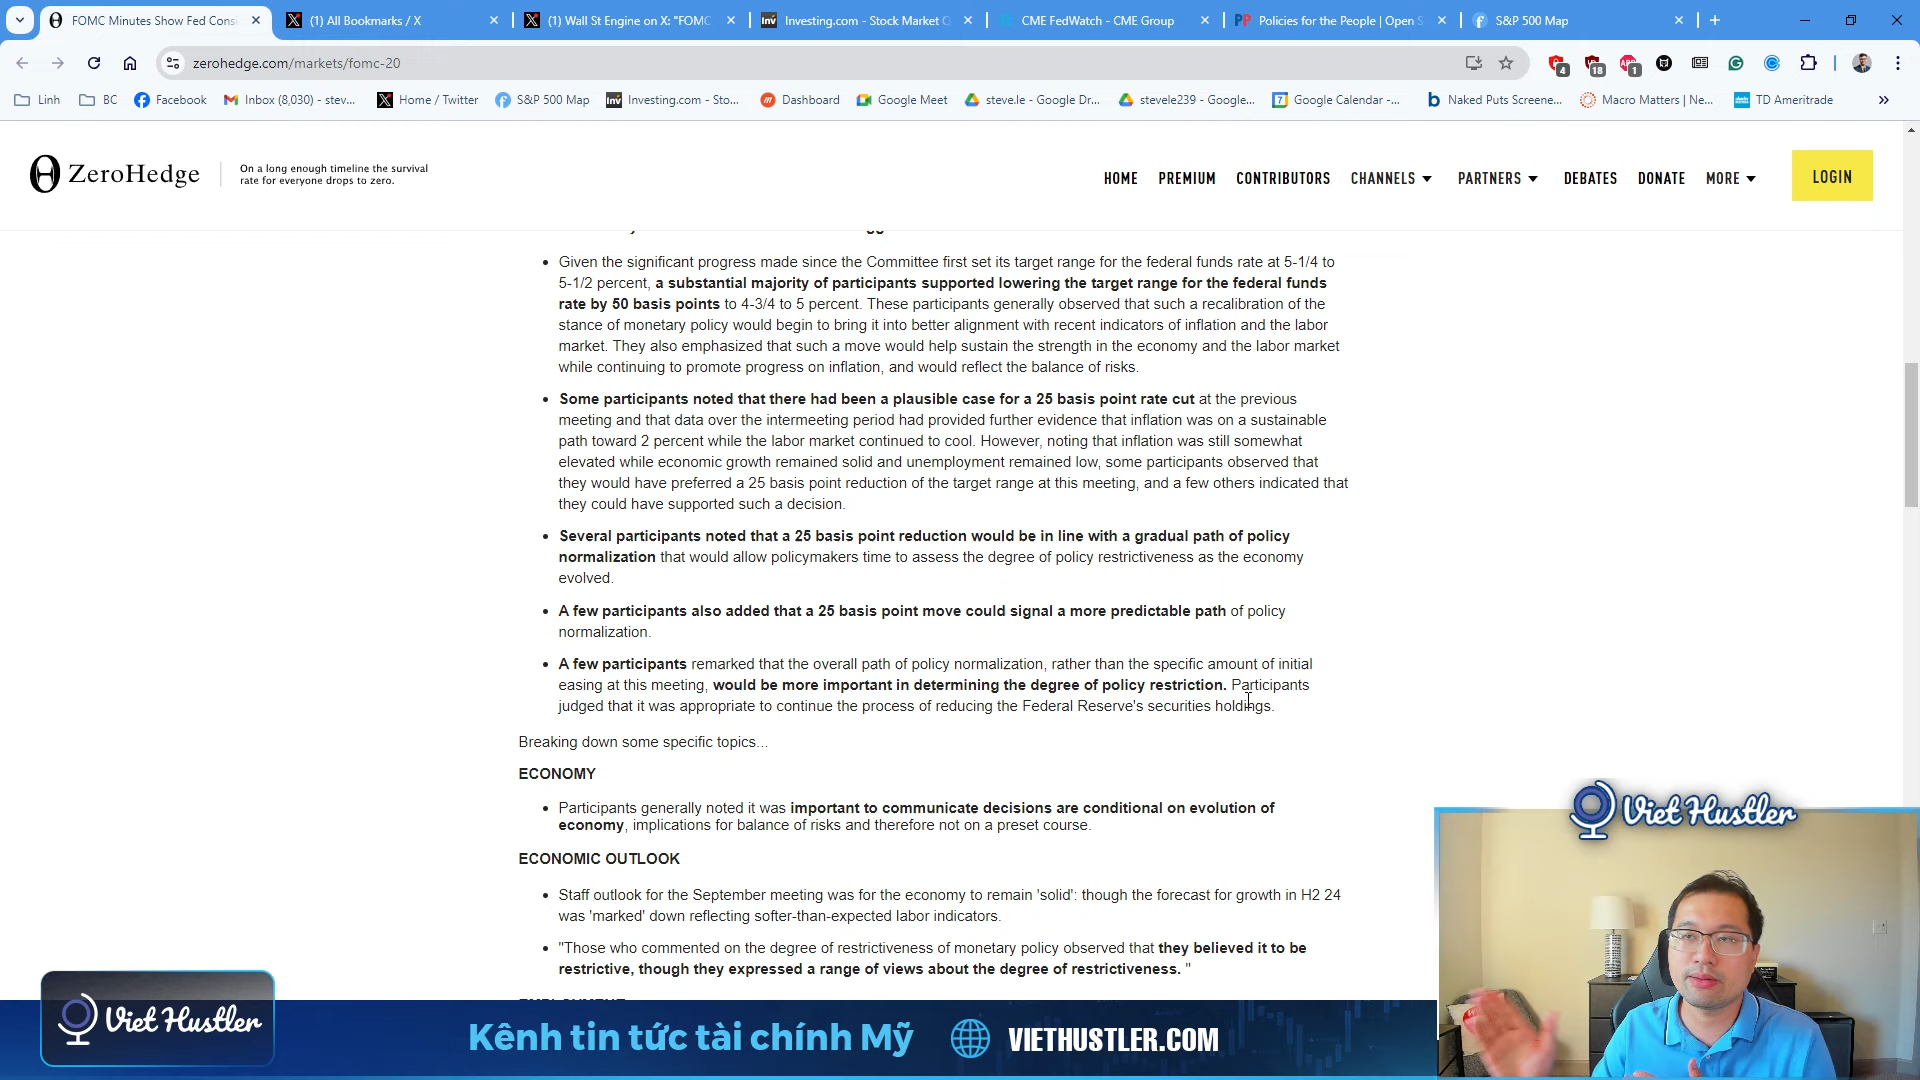 FOMC Minutes Show Fed Consi
(1) All Bookmarks / X
(1) Wall St Engine on X: "FOMC
Investing.com - Stock Market Q
CME FedWatch - CME Group
Policies for the People | Open S
S&P 500 Map
zerohedge.com/markets/fomc-20
4
18
1
Linh
BC
Facebook
Inbox (8,030) - stev...
Home / Twitter
S&P 500 Map
Inv
Investing.com - Sto...
Dashboard
Google Meet
steve.le - Google Dr...
stevele239 - Google...
Google Calendar -...
Naked Puts Screene...
Macro Matters | Ne...
TD Ameritrade
ZeroHedge
On a long enough timeline the survival
rate for everyone drops to zero.
HOME
PREMIUM
CONTRIBUTORS
CHANNELS
PARTNERS
DEBATES
DONATE
MORE
LOGIN
• Given the significant progress made since the Committee first set its target range for the federal funds rate at 5-1/4 to
5-1/2 percent, a substantial majority of participants supported lowering the target range for the federal funds
rate by 50 basis points to 4-3/4 to 5 percent. These participants generally observed that such a recalibration of the
stance of monetary policy would begin to bring it into better alignment with recent indicators of inflation and the labor
market. They also emphasized that such a move would help sustain the strength in the economy and the labor market
while continuing to promote progress on inflation, and would reflect the balance of risks.
• Some participants noted that there had been a plausible case for a 25 basis point rate cut at the previous
meeting and that data over the intermeeting period had provided further evidence that inflation was on a sustainable
path toward 2 percent while the labor market continued to cool. However, noting that inflation was still somewhat
elevated while economic growth remained solid and unemployment remained low, some participants observed that
they would have preferred a 25 basis point reduction of the target range at this meeting, and a few others indicated that
they could have supported such a decision.
• Several participants noted that a 25 basis point reduction would be in line with a gradual path of policy
normalization that would allow policymakers time to assess the degree of policy restrictiveness as the economy
evolved.
• A few participants also added that a 25 basis point move could signal a more predictable path of policy
normalization.
• A few participants remarked that the overall path of policy normalization, rather than the specific amount of initial
easing at this meeting, would be more important in determining the degree of policy restriction. Participants
judged that it was appropriate to continue the process of reducing the Federal Reserve's securities holdings.
Breaking down some specific topics...
ECONOMY
• Participants generally noted it was important to communicate decisions are conditional on evolution of
economy, implications for balance of risks and therefore not on a preset course.
ECONOMIC OUTLOOK
• Staff outlook for the September meeting was for the economy to remain 'solid': though the forecast for growth in H2 24
was 'marked' down reflecting softer-than-expected labor indicators.
• "Those who commented on the degree of restrictiveness of monetary policy observed that they believed it to be
restrictive, though they expressed a range of views about the degree of restrictiveness. "
Viet Hustler
Viet Hustler
Kênh tin tức tài chính Mỹ
VIETHUSTLER.COM